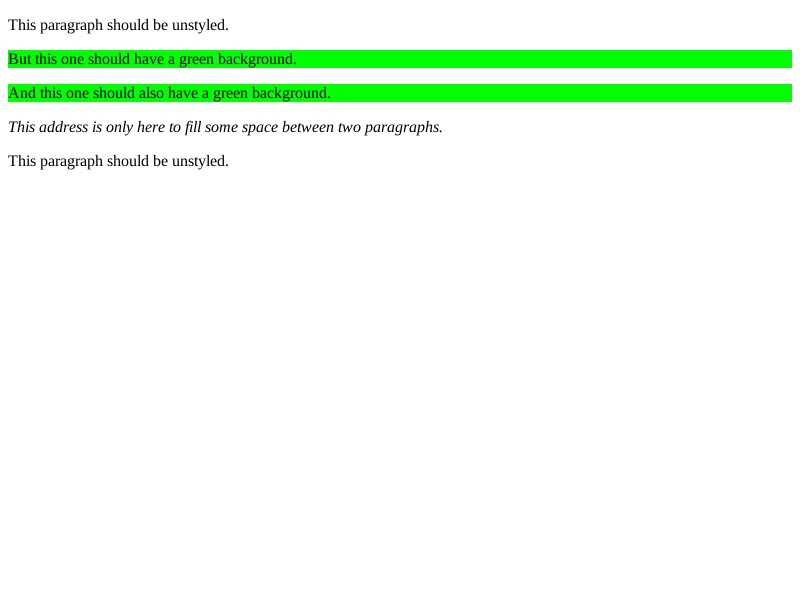 This paragraph should be unstyled.
But this one should have a green background.
And this one should also have a green background.
This address is only here to fill some space between two paragraphs.
This paragraph should be unstyled.